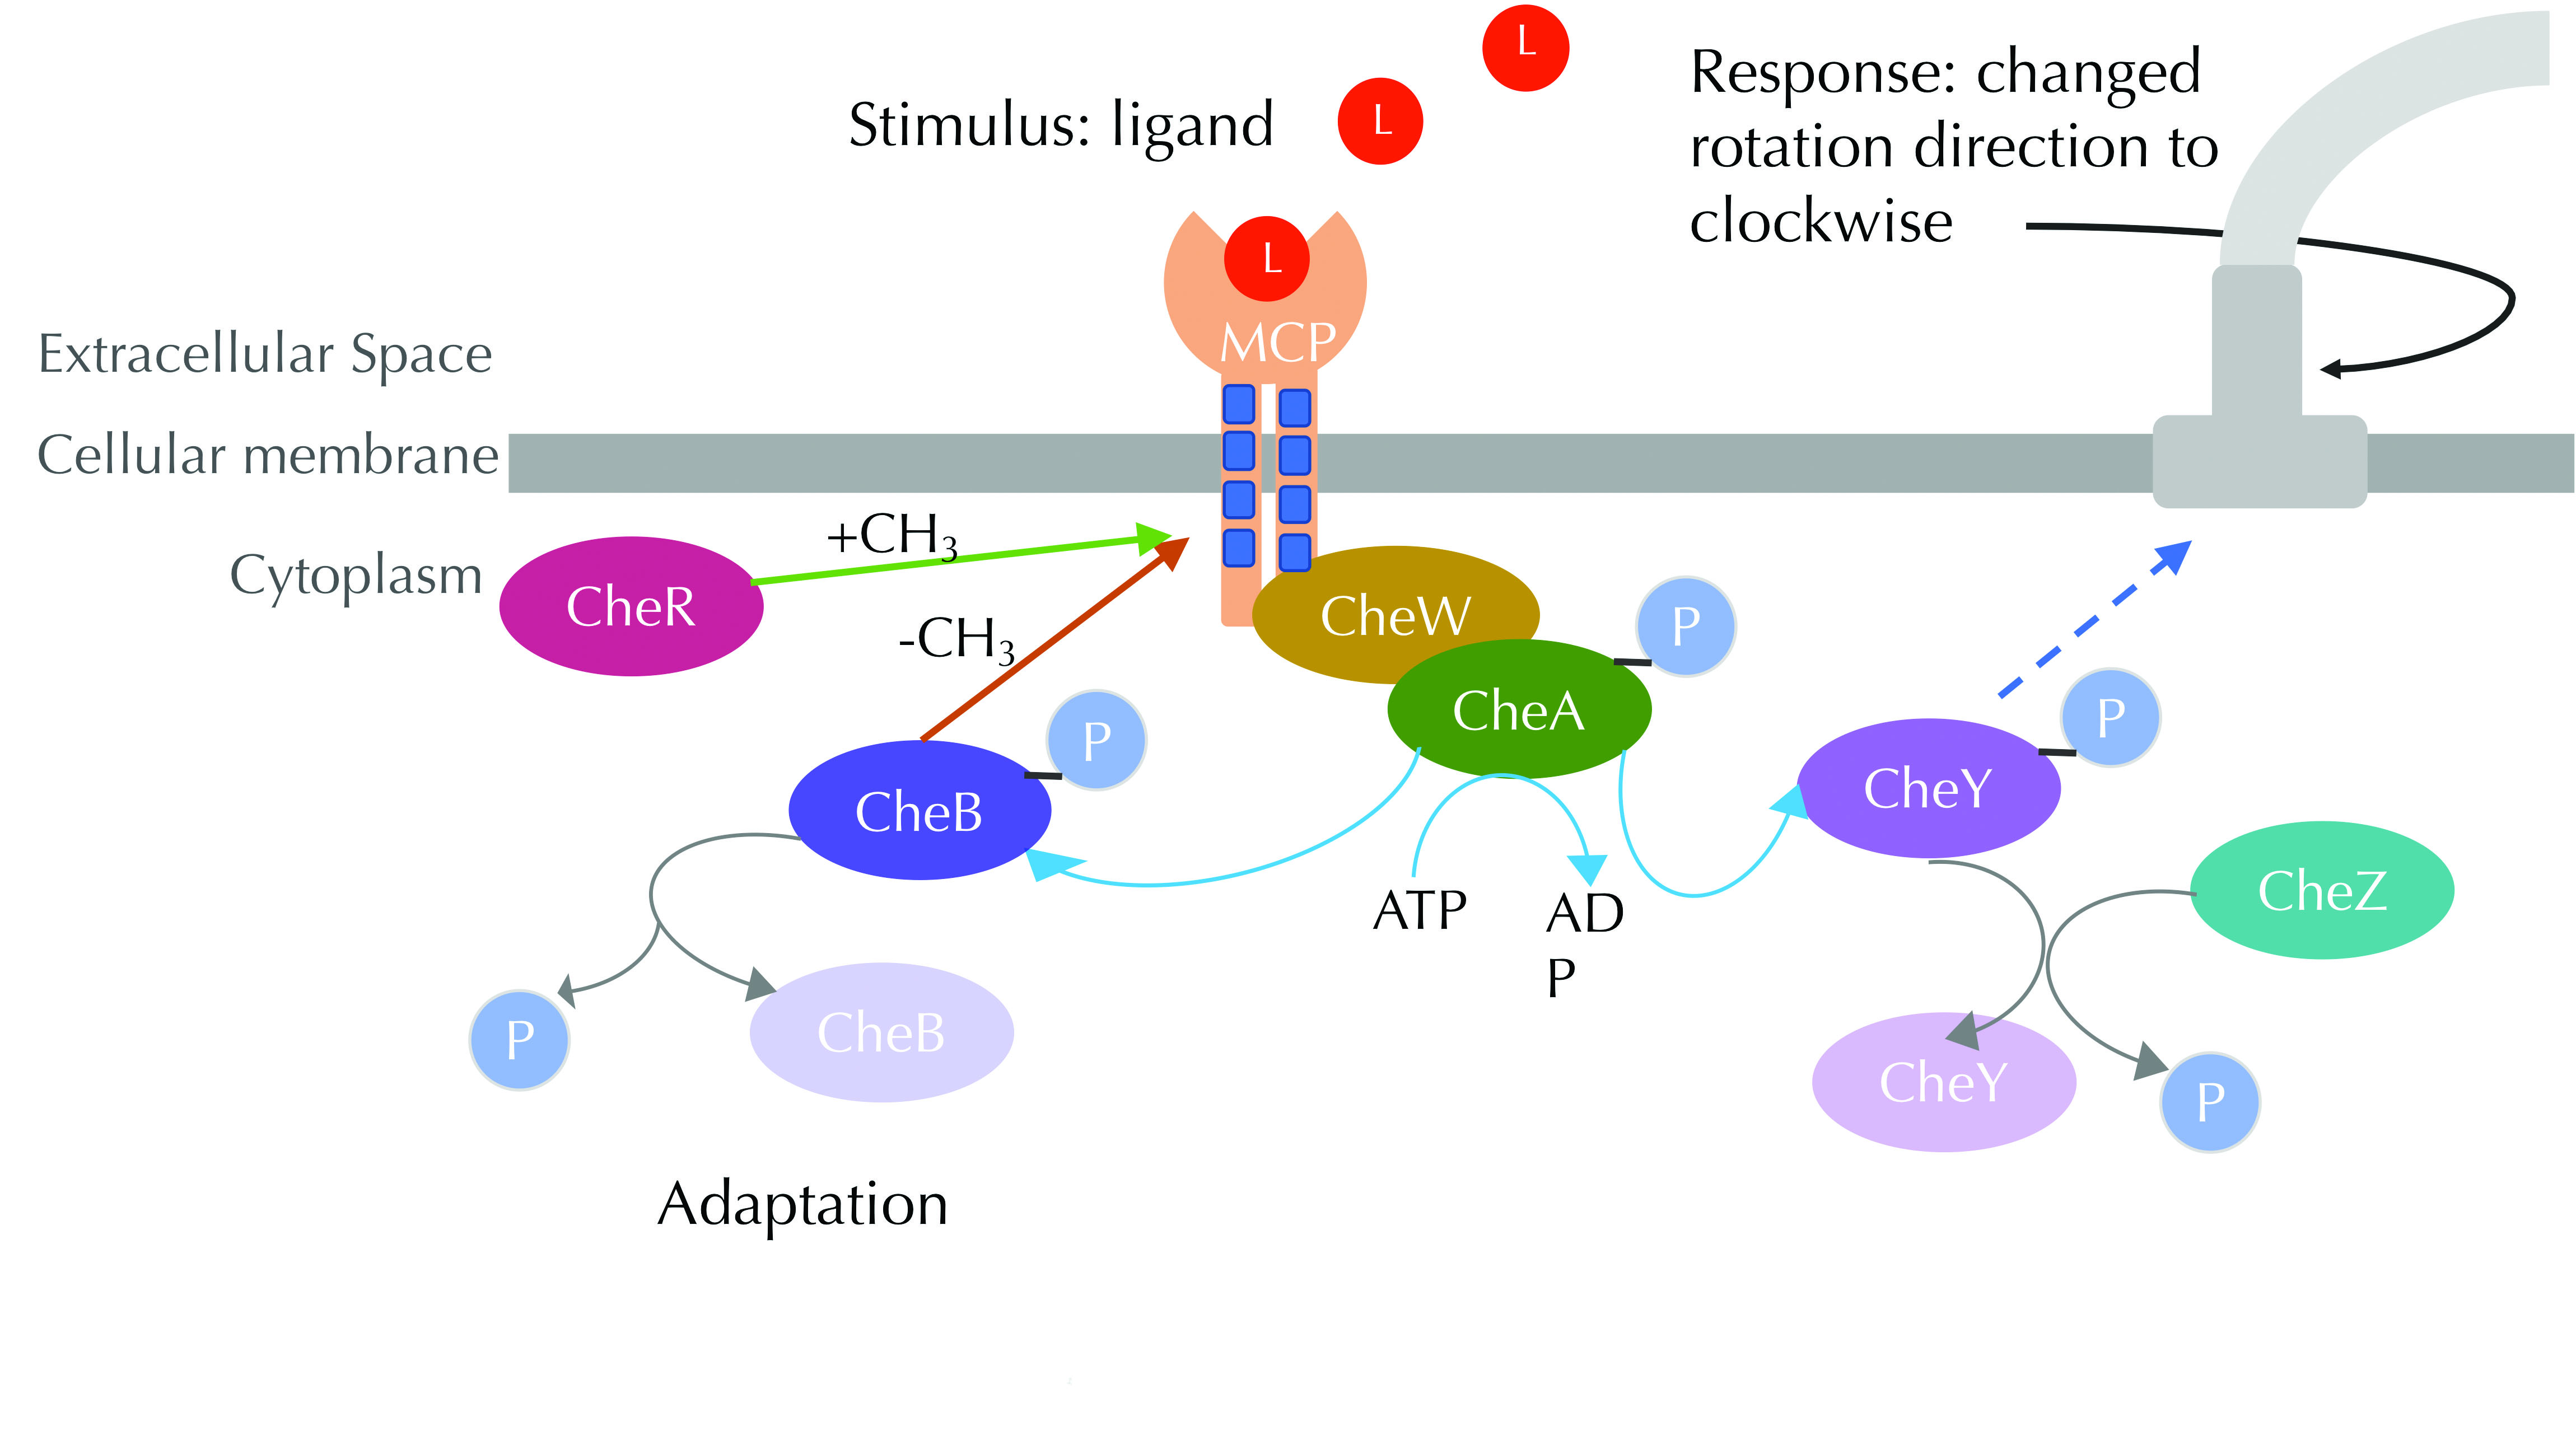 L
L
Stimulus: ligand
Response: changed
rotation direction to
clockwise
L
MCP
Extracellular Space
Cellular membrane
Cytoplasm
+CH₃
CheR
-CH₃
CheW
P
CheA
P
CheB
P
CheY
ATP
AD
P
CheZ
P
CheB
CheY
P
Adaptation